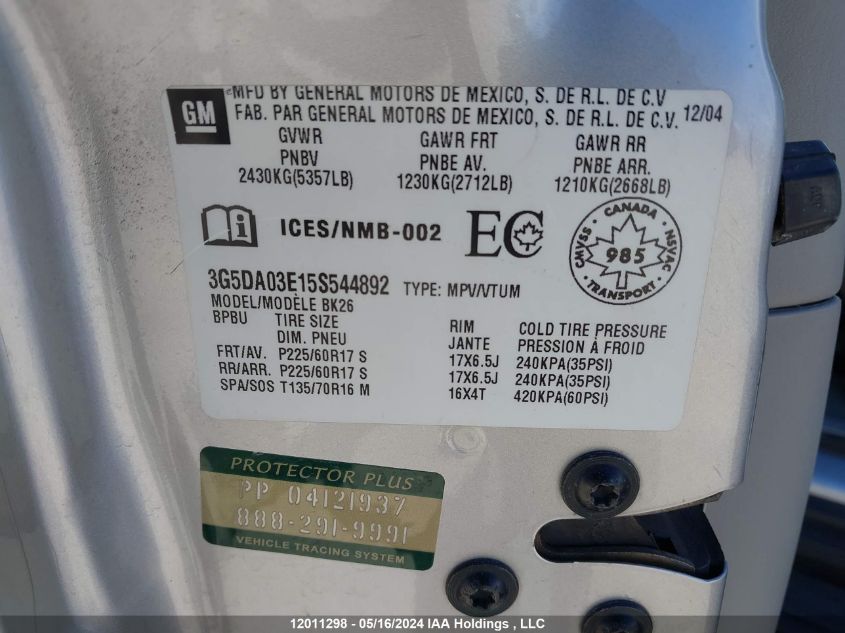 GM
MFD BY GENERAL MOTORS DE MEXICO, S. DE R.L. DE C.V
FAB. PAR GENERAL MOTORS DE MEXICO, S. DE R.L. DE C.V. 12/04
GVWR GAWR FRT GAWR RR
PNBV PNBE AV. PNBE ARR.
2430KG(5357LB) 1230KG(2712LB) 1210KG(2668LB)
ICES/NMB-002 EC
CANADA
CMVSS 985 NSVAC
TRANSPORT
3G5DA03E15S544892 TYPE: MPV/VTUM
MODEL/MODÈLE BK26
BPBU TIRE SIZE RIM COLD TIRE PRESSURE
DIM. PNEU JANTE PRESSION À FROID
FRT/AV. P225/60R17 S 17X6.5J 240KPA(35PSI)
RR/ARR. P225/60R17 S 17X6.5J 240KPA(35PSI)
SPA/SOS T135/70R16 M 16X4T 420KPA(60PSI)
PROTECTOR PLUS
PP 04121937
888-291-9991
VEHICLE TRACING SYSTEM
12011298 - 05/16/2024 IAA Holdings , LLC